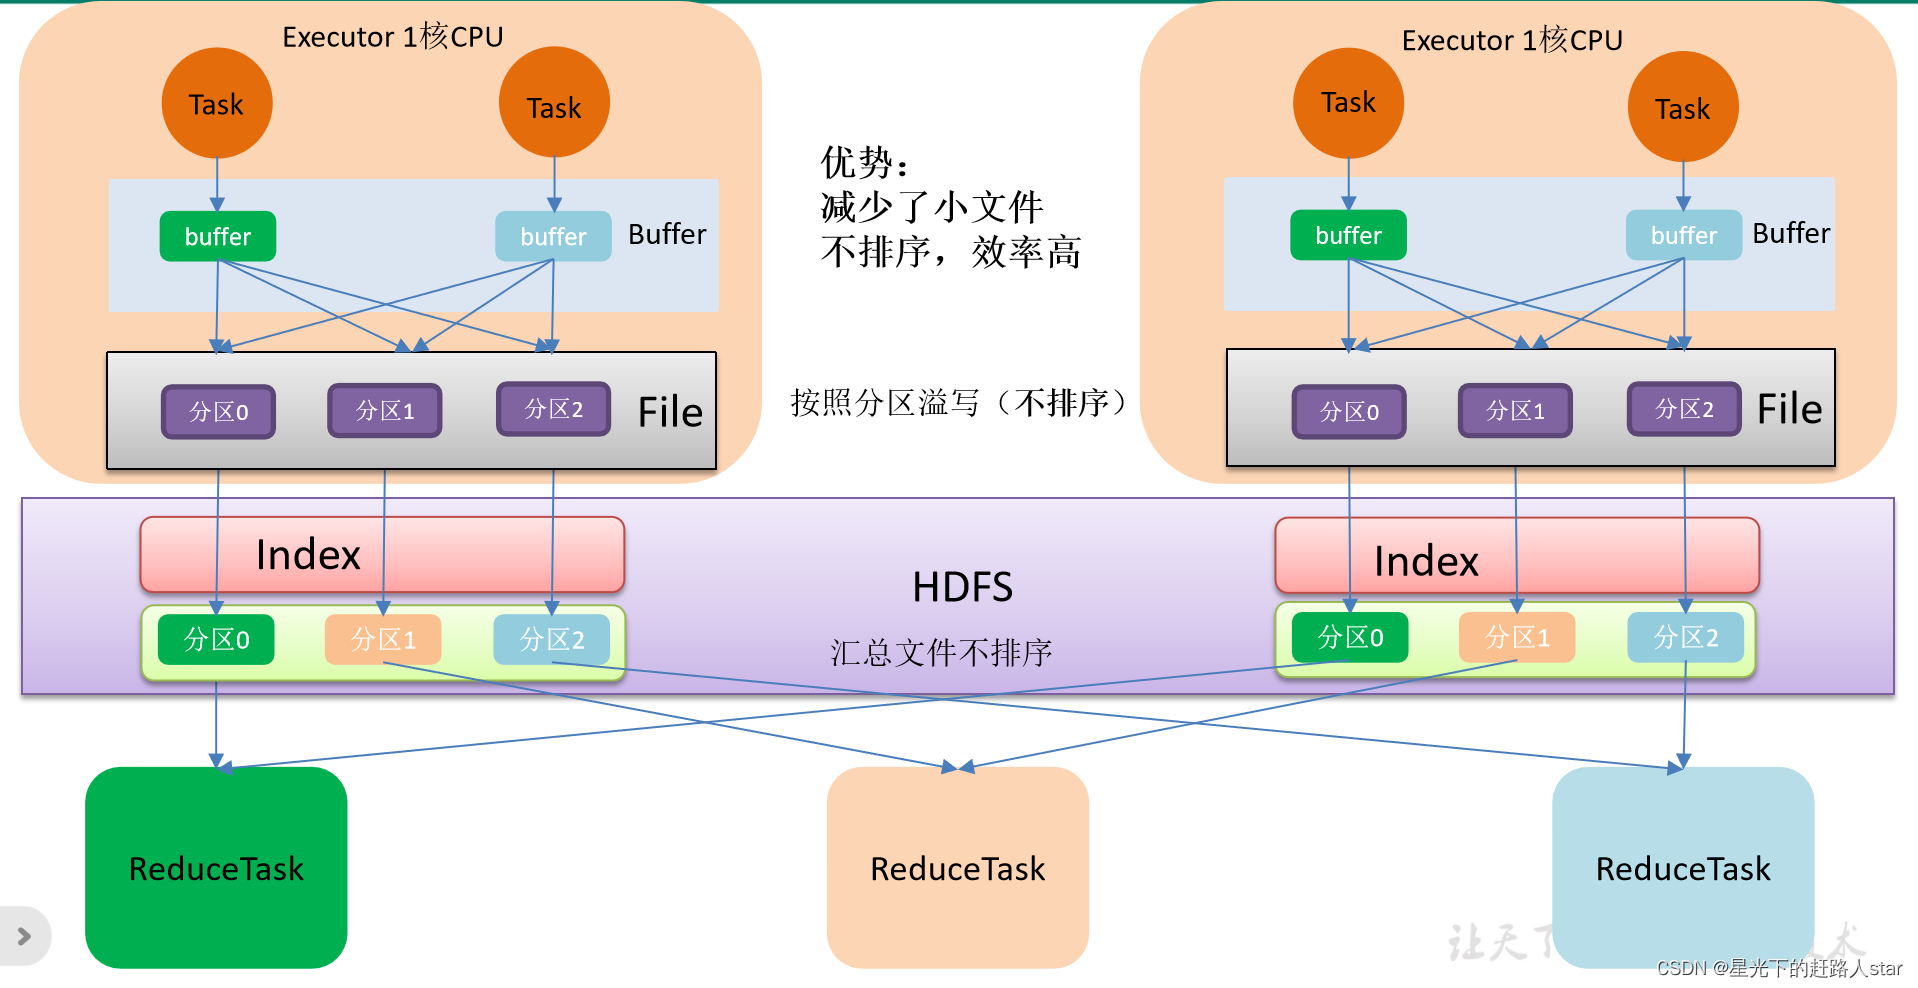 Executor 1核CPU
Executor 1核CPU
Task
Task
Task
Task
优势：
减少了小文件
不排序，效率高
buffer
buffer
Buffer
buffer
buffer
Buffer
分区0
分区1
分区2
File
按照分区溢写（不排序）
分区0
分区1
分区2
File
Index
HDFS
Index
分区0
分区1
分区2
汇总文件不排序
分区0
分区1
分区2
ReduceTask
ReduceTask
ReduceTask
让天下
术
CSDN @星光下的赶路人star